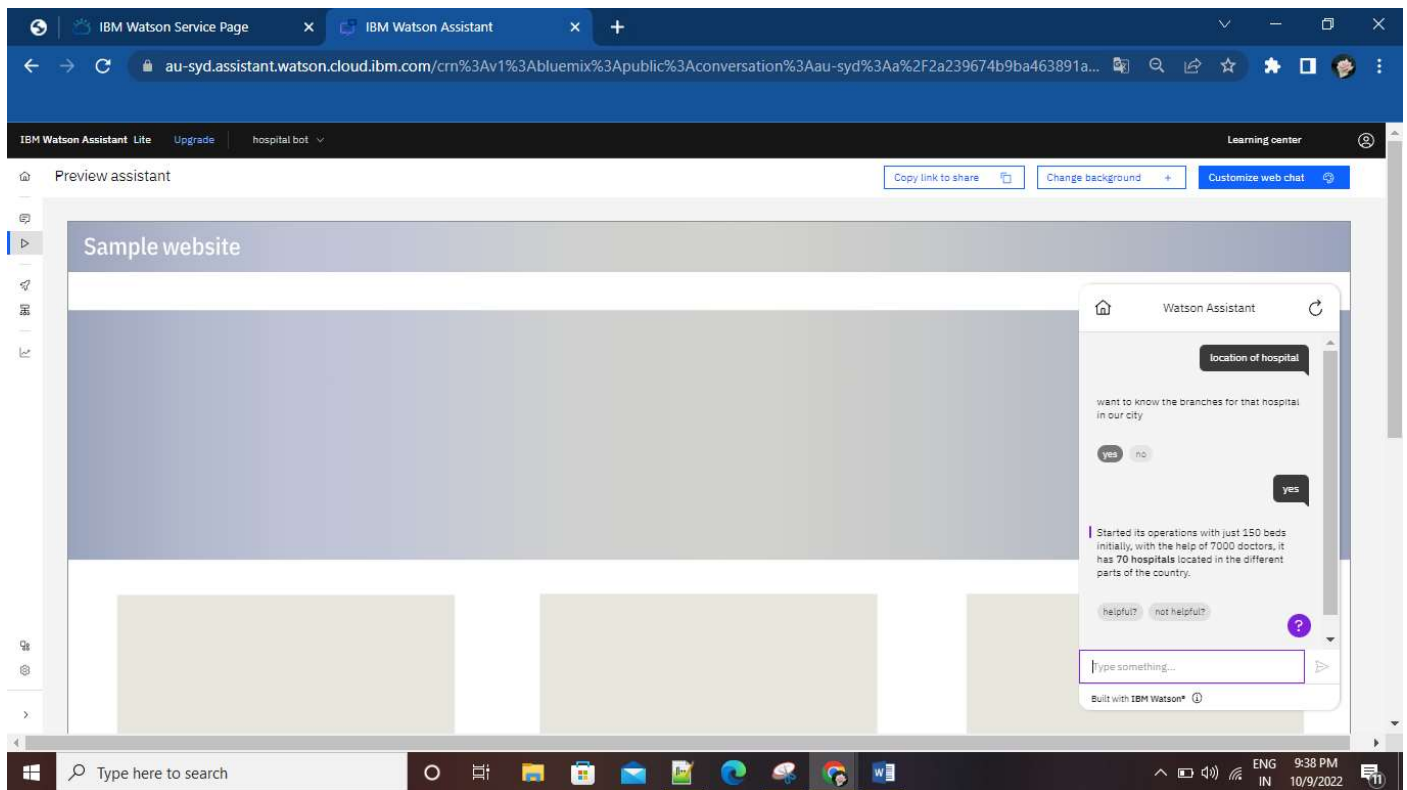 IBM Watson Service Page
IBM Watson Assistant
au-syd.assistant.watson.cloud.ibm.com/crn%3Av1%3Abluemix%3Apublic%3Aconversation%3Aau-syd%3Aa%2F2a239674b9ba463891a...
IBM Watson Assistant Lite Upgrade hospital bot Learning center
Preview assistant Copy link to share Change background + Customize web chat
Sample website
Watson Assistant
location of hospital
want to know the branches for that hospital
in our city
yes no
yes
Started its operations with just 150 beds
initially, with the help of 7000 doctors, it
has 70 hospitals located in the different
parts of the country.
helpful? not helpful?
?
Type something...
Built with IBM Watson®
Type here to search
ENG 9:38 PM
IN 10/9/2022
11